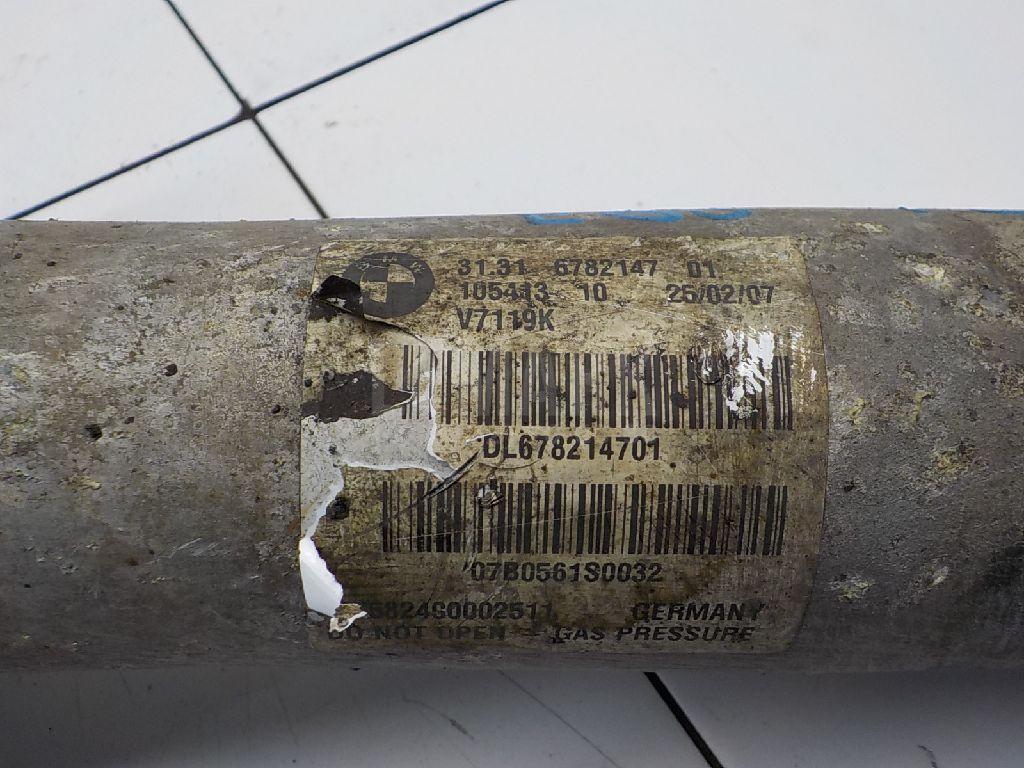 31.31 6782147 01
105413 10 25/02/07
V7119K
DL678214701
07B0561S0032
GERMANY
DO NOT OPEN - GAS PRESSURE